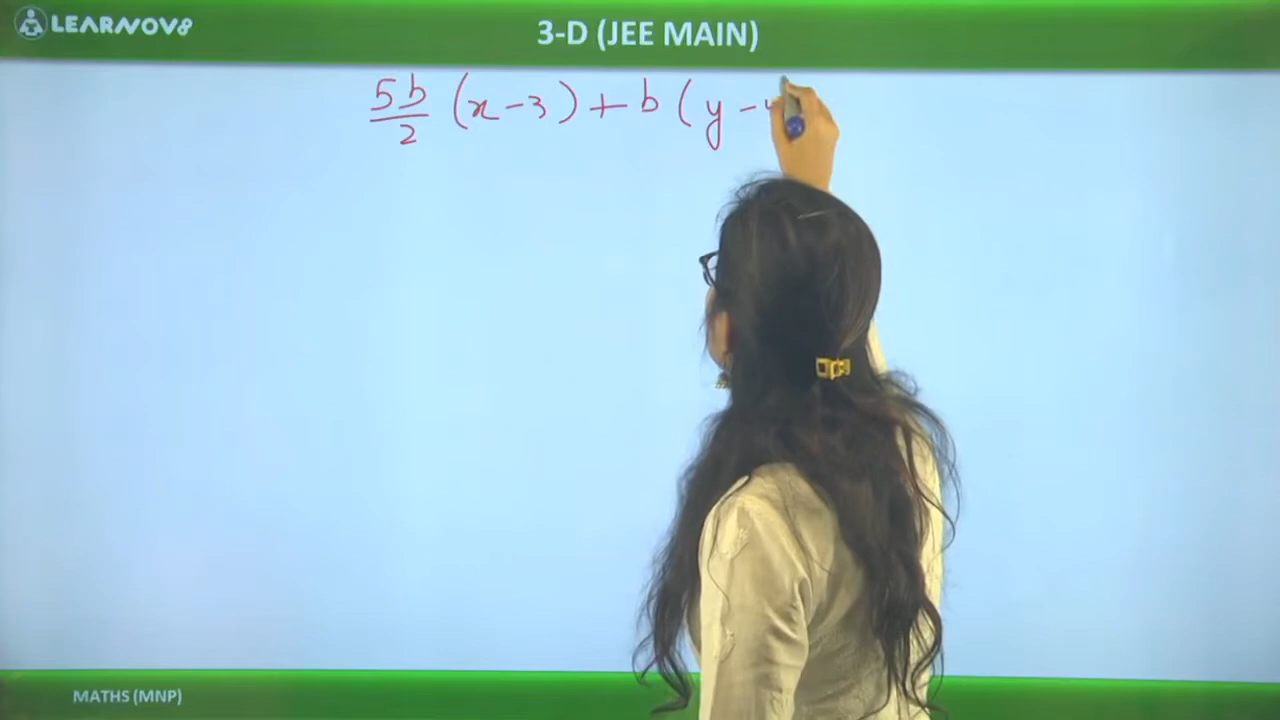 LEARNOV8
3-D (JEE MAIN)
5b/2 (x-3) + b (y-
MATHS (MNP)